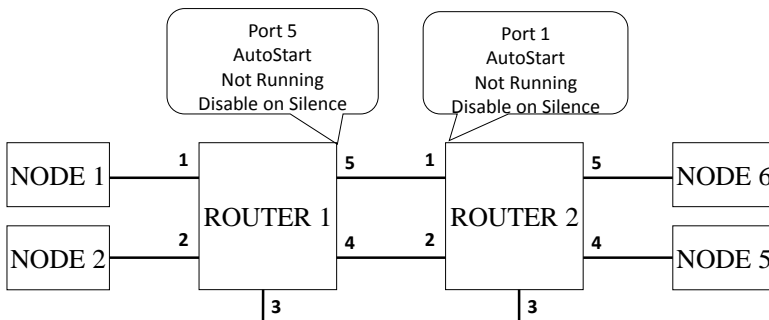 Port 5
AutoStart
Not Running
Disable on Silence
Port 1
AutoStart
Not Running
Disable on Silence
NODE 1
1
ROUTER 1
5
1
ROUTER 2
5
NODE 6
NODE 2
2
4
2
4
NODE 5
3
3